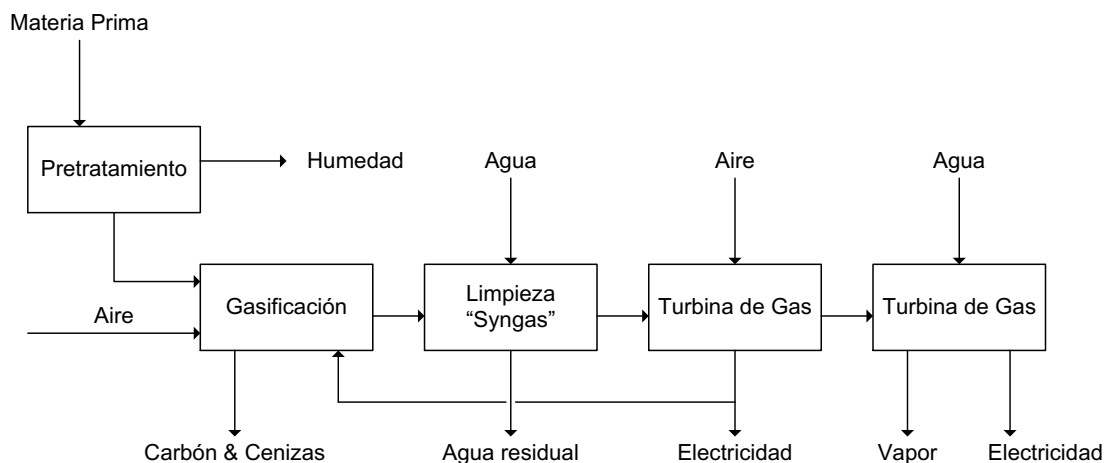 Materia Prima
Pretratamiento
Humedad
Agua
Aire
Agua
Aire
Gasificación
Limpieza
“Syngas”
Turbina de Gas
Turbina de Gas
Carbón & Cenizas
Agua residual
Electricidad
Vapor
Electricidad